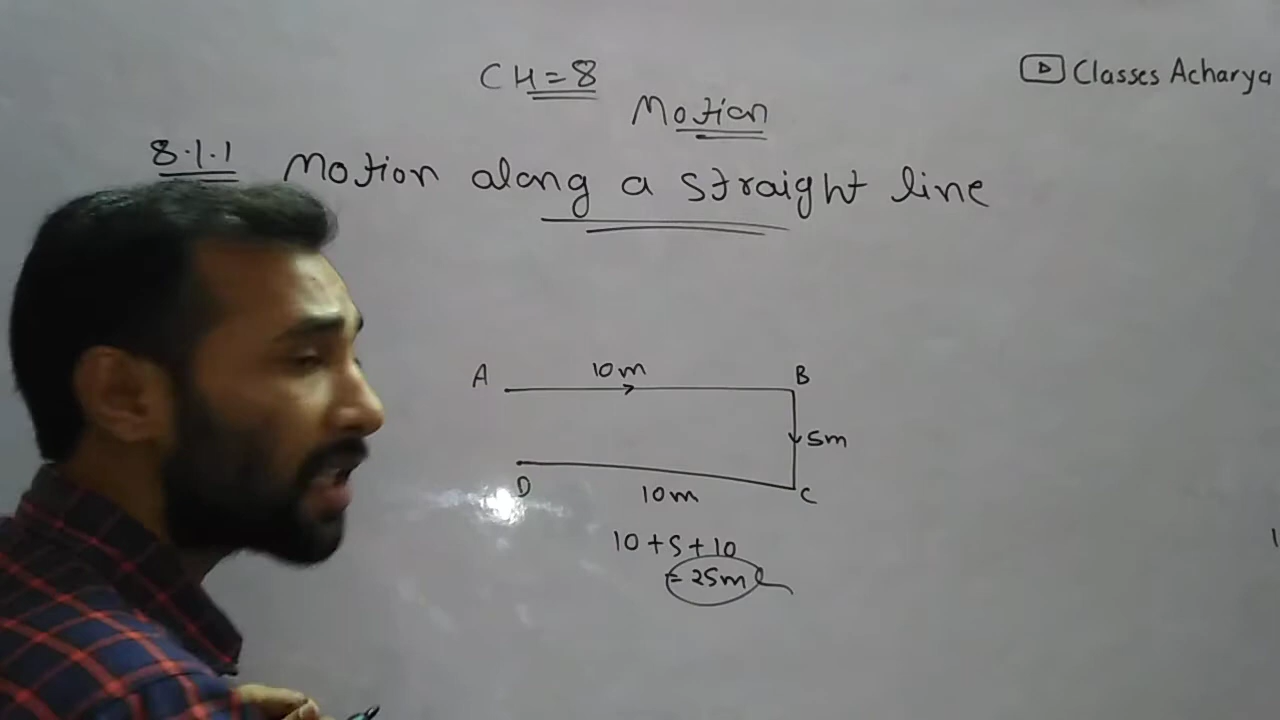 CH=8
Classes Acharya
Motion
8.1.1 Motion along a straight line
A 10m B
5m
D 10m C
10+5+10
=25m